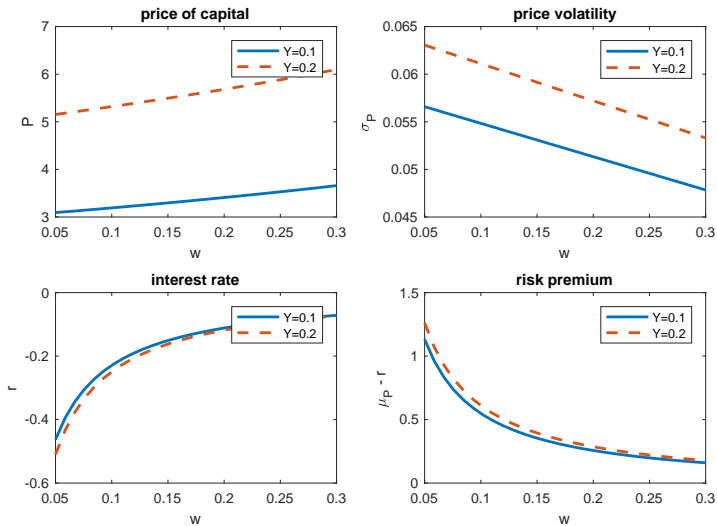 price of capital
7
6
5
4
3
P
0.05 0.1 0.15 0.2 0.25 0.3
w
Y=0.1
Y=0.2
price volatility
0.065
0.06
0.055
0.05
0.045
σ_P
0.05 0.1 0.15 0.2 0.25 0.3
w
Y=0.1
Y=0.2
interest rate
0
-0.2
-0.4
-0.6
r
0.05 0.1 0.15 0.2 0.25 0.3
w
Y=0.1
Y=0.2
risk premium
1.5
1
0.5
0
μ_P - r
0.05 0.1 0.15 0.2 0.25 0.3
w
Y=0.1
Y=0.2